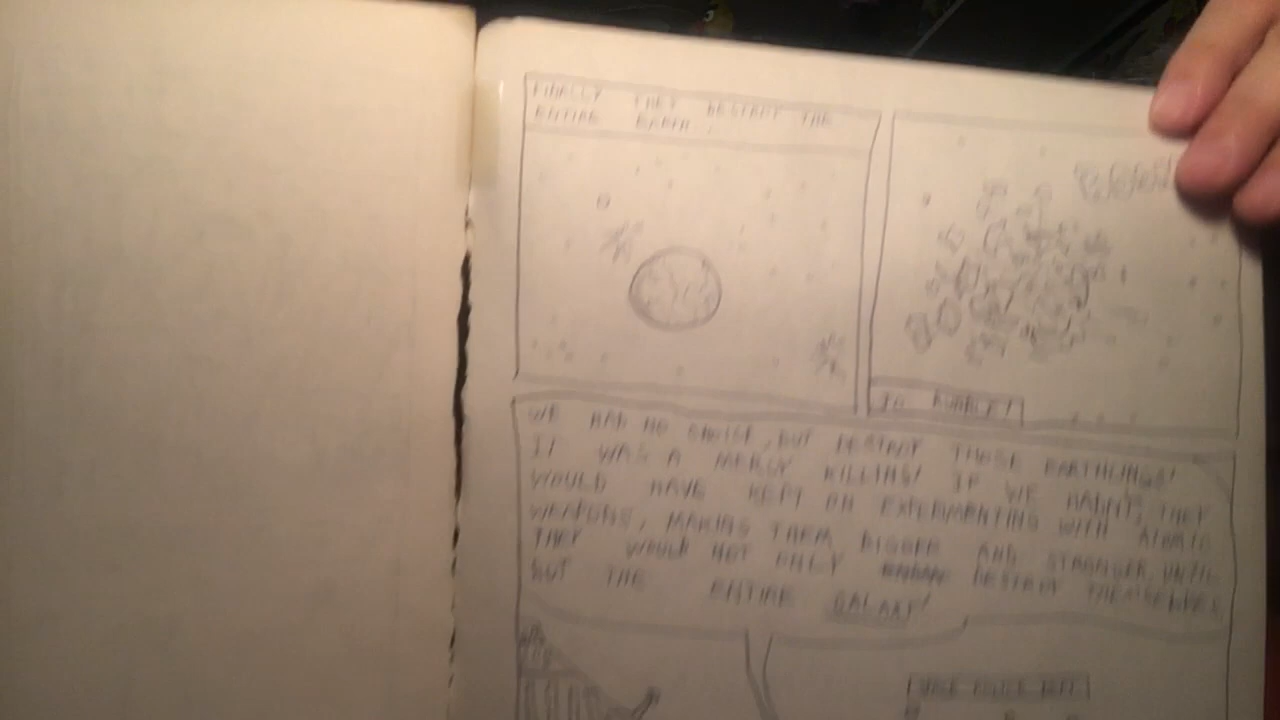 FINALLY THEY DESTROY THE
ENTIRE EARTH.
TO RUBBLE!
WE HAD NO CHOISE, BUT DESTROY THOSE EARTHLINGS!
IT WAS A MERCY KILLING! IF WE HADN'T, THEY
WOULD HAVE KEPT ON EXPERIMENTING WITH ATOMIC
WEAPONS, MAKING THEM BIGGER AND STRONGER, UNTIL
THEY WOULD NOT ONLY DESTROY THEMSELVES
BUT THE ENTIRE GALAXY!